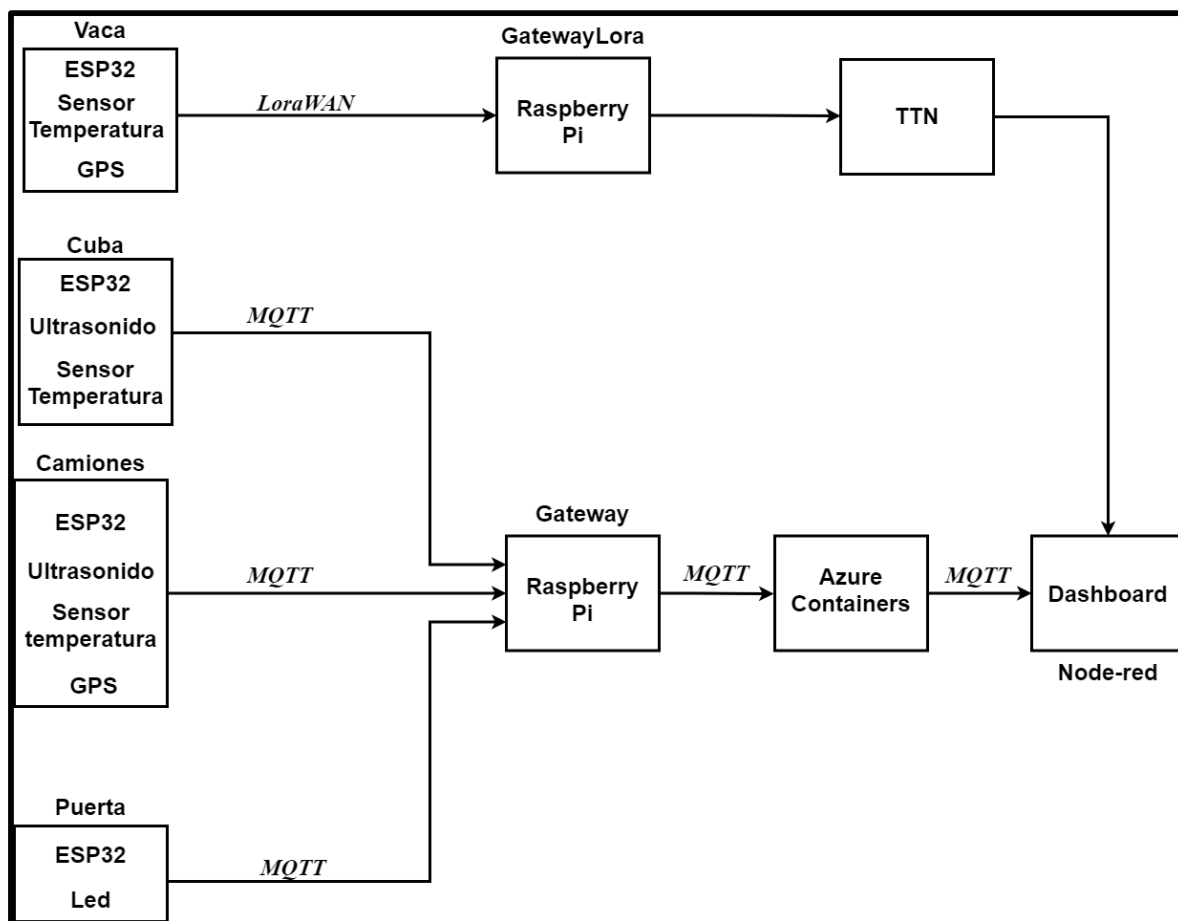 Vaca
ESP32
Sensor
Temperatura
GPS
LoraWAN
GatewayLora
Raspberry
Pi
TTN
Cuba
ESP32
Ultrasonido
Sensor
Temperatura
MQTT
Camiones
ESP32
Ultrasonido
Sensor
temperatura
GPS
MQTT
Gateway
Raspberry
Pi
MQTT
Azure
Containers
MQTT
Dashboard
Node-red
Puerta
ESP32
Led
MQTT